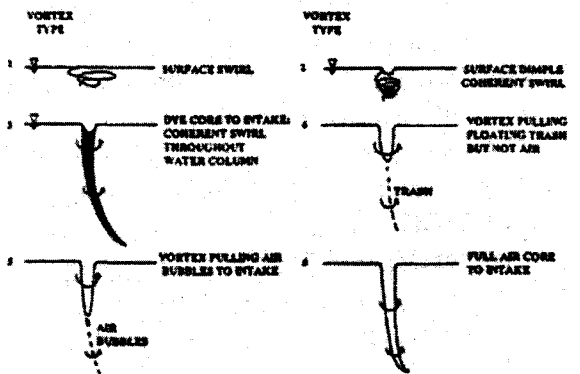 VORTEX
TYPE
VORTEX
TYPE
1
SURFACE SWIRL
2
SURFACE DIMPLE
COHERENT SWIRL
3
DYE CORE TO INTAKE:
COHERENT SWIRL
THROUGHOUT
WATER COLUMN
4
VORTEX PULLING
FLOATING TRASH
BUT NOT AIR
TRASH
5
VORTEX PULLING AIR
BUBBLES TO INTAKE
AIR
BUBBLES
6
FULL AIR CORE
TO INTAKE